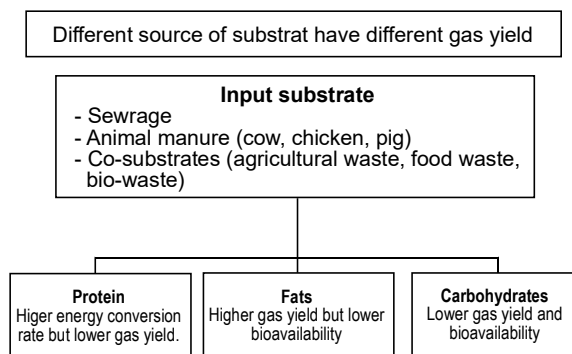 Different source of substrat have different gas yield
Input substrate
- Sewrage
- Animal manure (cow, chicken, pig)
- Co-substrates (agricultural waste, food waste,
bio-waste)
Protein
Higer energy conversion
rate but lower gas yield.
Fats
Higher gas yield but lower
bioavailability
Carbohydrates
Lower gas yield and
bioavailability